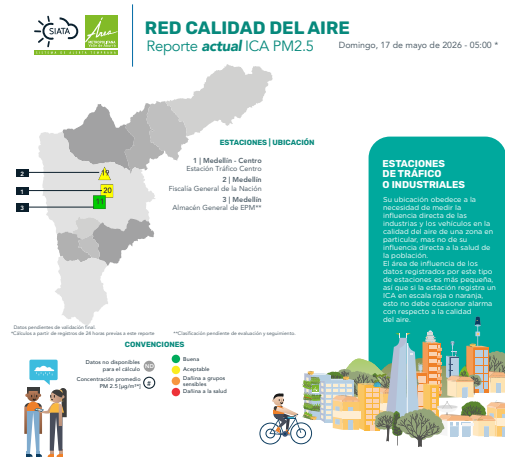 SIATA
Área
METROPOLITANA
RED CALIDAD DEL AIRE
Reporte actual ICA PM2.5
Domingo, 17 de mayo de 2026 - 05:00 *
ESTACIONES | UBICACIÓN
1 | Medellín - Centro
Estación Tráfico Centro
2 | Medellín
Fiscalía General de la Nación
3 | Medellín
Almacén General de EPM**
2
19
1
20
3
11
ESTACIONES
DE TRÁFICO
O INDUSTRIALES
Su ubicación obedece a la
necesidad de medir la
influencia directa de las
industrias y los vehículos en la
calidad del aire de una zona en
particular, mas no de su
influencia directa a la salud de
la población.
El área de influencia de los
datos registrados por este tipo
de estaciones es más pequeña,
así que si la estación registra un
ICA en escala roja o naranja,
esto no debe ocasionar alarma
con respecto a la calidad
del aire.
Datos pendientes de validación final.
*Cálculos a partir de registros de 24 horas previas a este reporte
**Clasificación pendiente de evaluación y seguimiento.
CONVENCIONES
Datos no disponibles
para el cálculo
ND
Concentración promedio
PM 2.5 [µg/m³]
#
Buena
Aceptable
Dañina a grupos
sensibles
Dañina a la salud